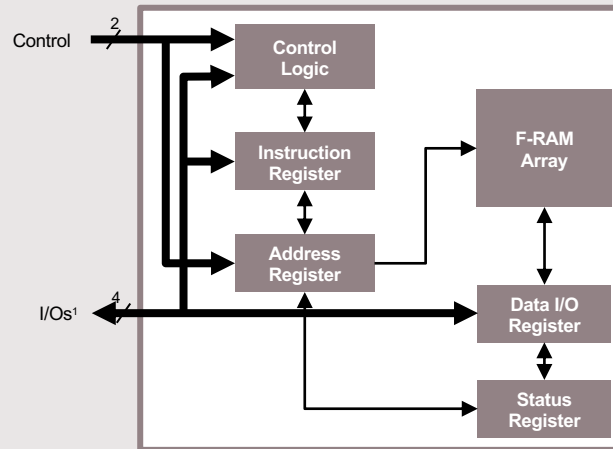 2
Control
Control
Logic
F-RAM
Array
Instruction
Register
Address
Register
4
I/Os¹
Data I/O
Register
Status
Register